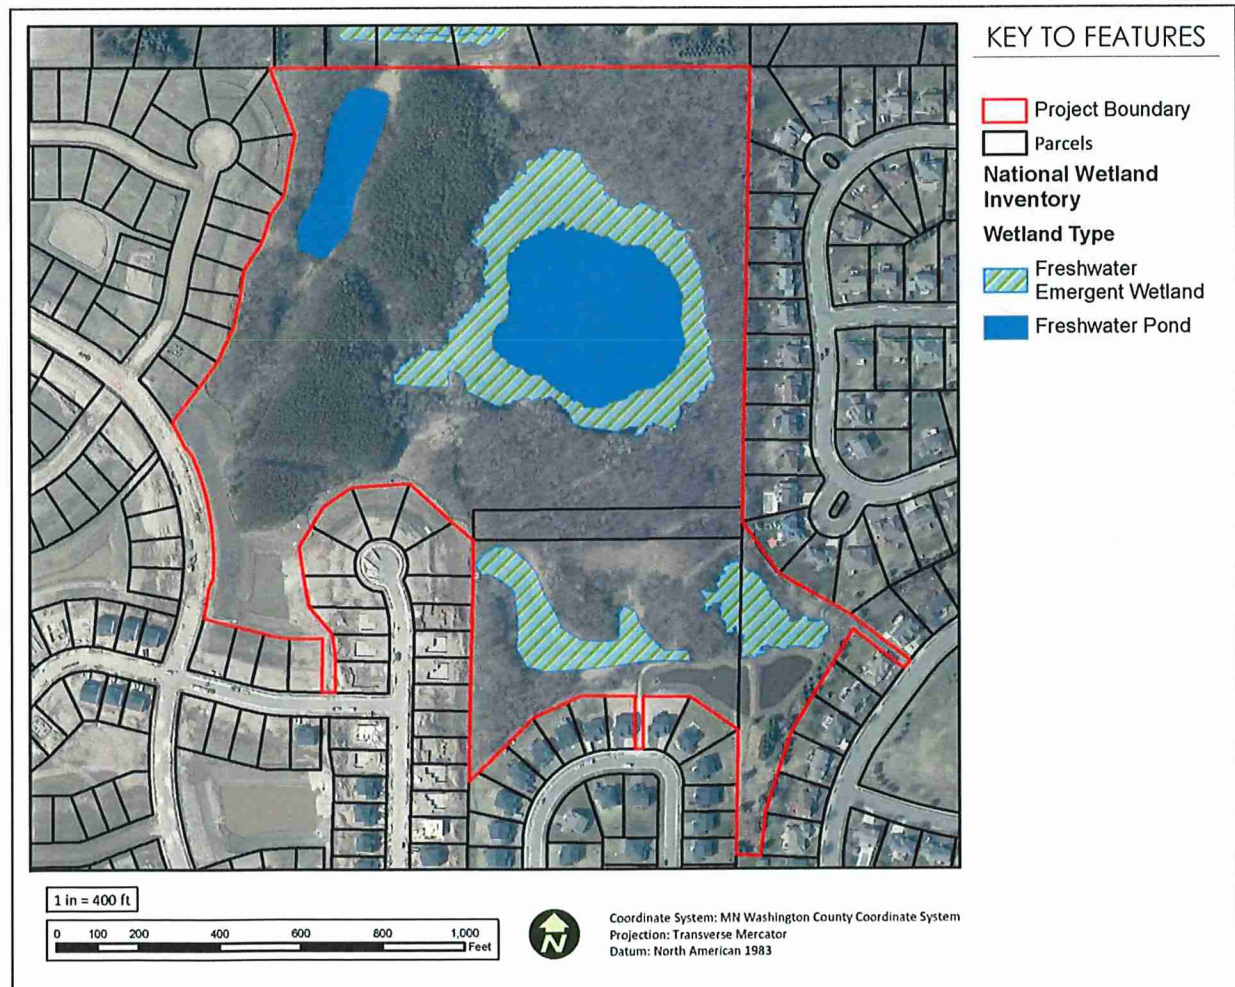 KEY TO FEATURES
Project Boundary
Parcels
National Wetland
Inventory
Wetland Type
Freshwater
Emergent Wetland
Freshwater Pond
1 in = 400 ft
0 100 200 400 600 800 1,000
Feet
N
Coordinate System: MN Washington County Coordinate System
Projection: Transverse Mercator
Datum: North American 1983